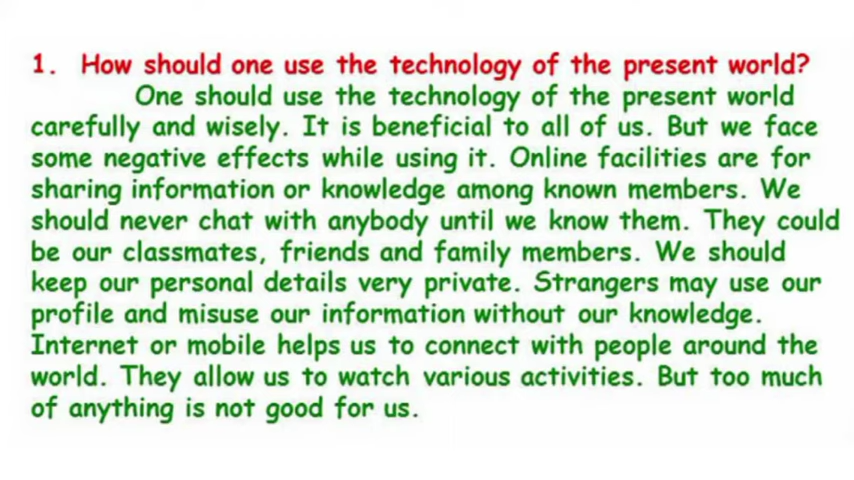 1. How should one use the technology of the present world?
One should use the technology of the present world
carefully and wisely. It is beneficial to all of us. But we face
some negative effects while using it. Online facilities are for
sharing information or knowledge among known members. We
should never chat with anybody until we know them. They could
be our classmates, friends and family members. We should
keep our personal details very private. Strangers may use our
profile and misuse our information without our knowledge.
Internet or mobile helps us to connect with people around the
world. They allow us to watch various activities. But too much
of anything is not good for us.